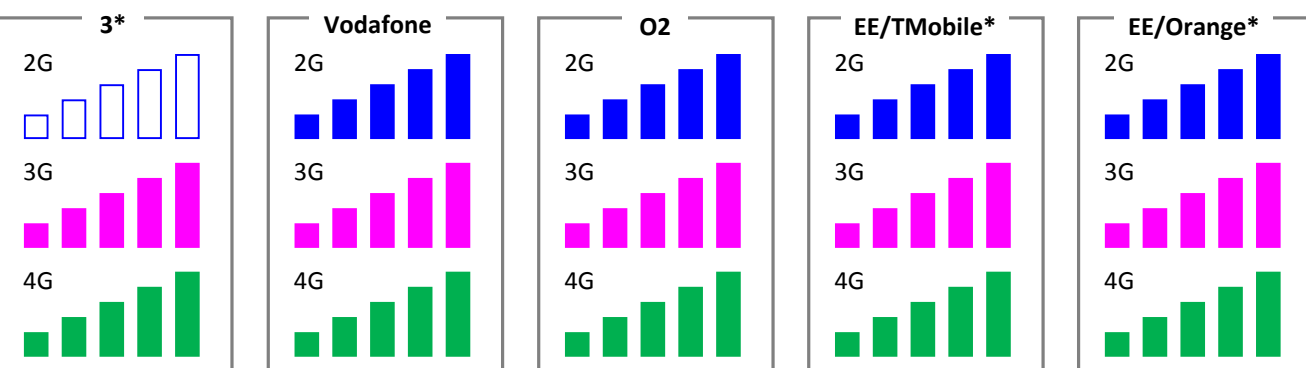 3* Vodafone O2 EE/TMobile* EE/Orange*
2G 2G 2G 2G 2G
3G 3G 3G 3G 3G
4G 4G 4G 4G 4G